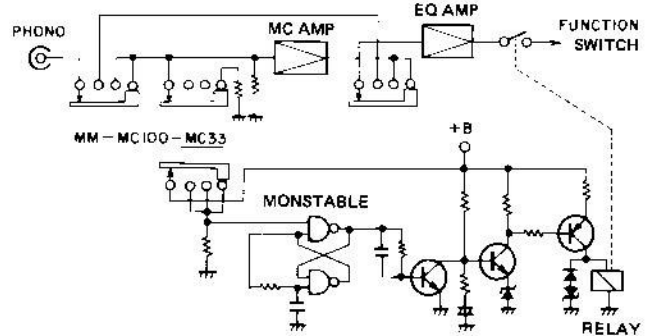 PHONO
MC AMP
EQ AMP
FUNCTION
SWITCH
MM-MC100-MC33
+B
MONSTABLE
RELAY